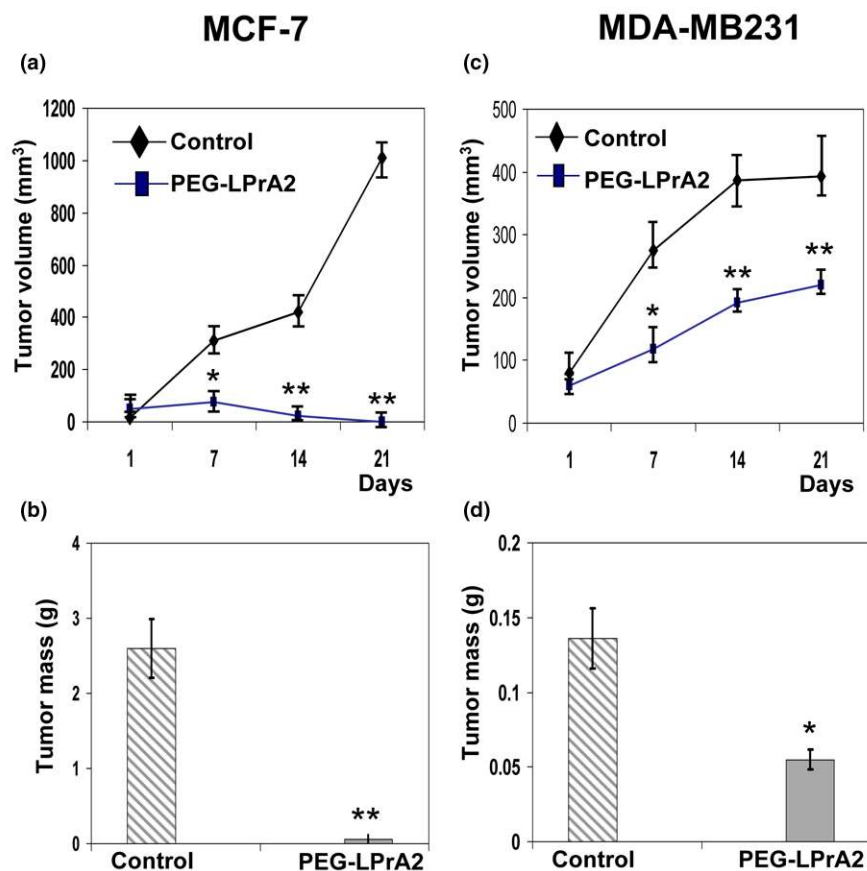 MCF-7
(a)
Tumor volume (mm³)
1200
1000
800
600
400
200
0
Control
PEG-LPrA2
*
**
**
1 7 14 21
Days
MDA-MB231
(c)
Tumor volume (mm³)
500
400
300
200
100
0
Control
PEG-LPrA2
*
**
**
1 7 14 21
Days
(b)
Tumor mass (g)
4
3
2
1
0
**
Control PEG-LPrA2
(d)
Tumor mass (g)
0.2
0.15
0.1
0.05
0
*
Control PEG-LPrA2